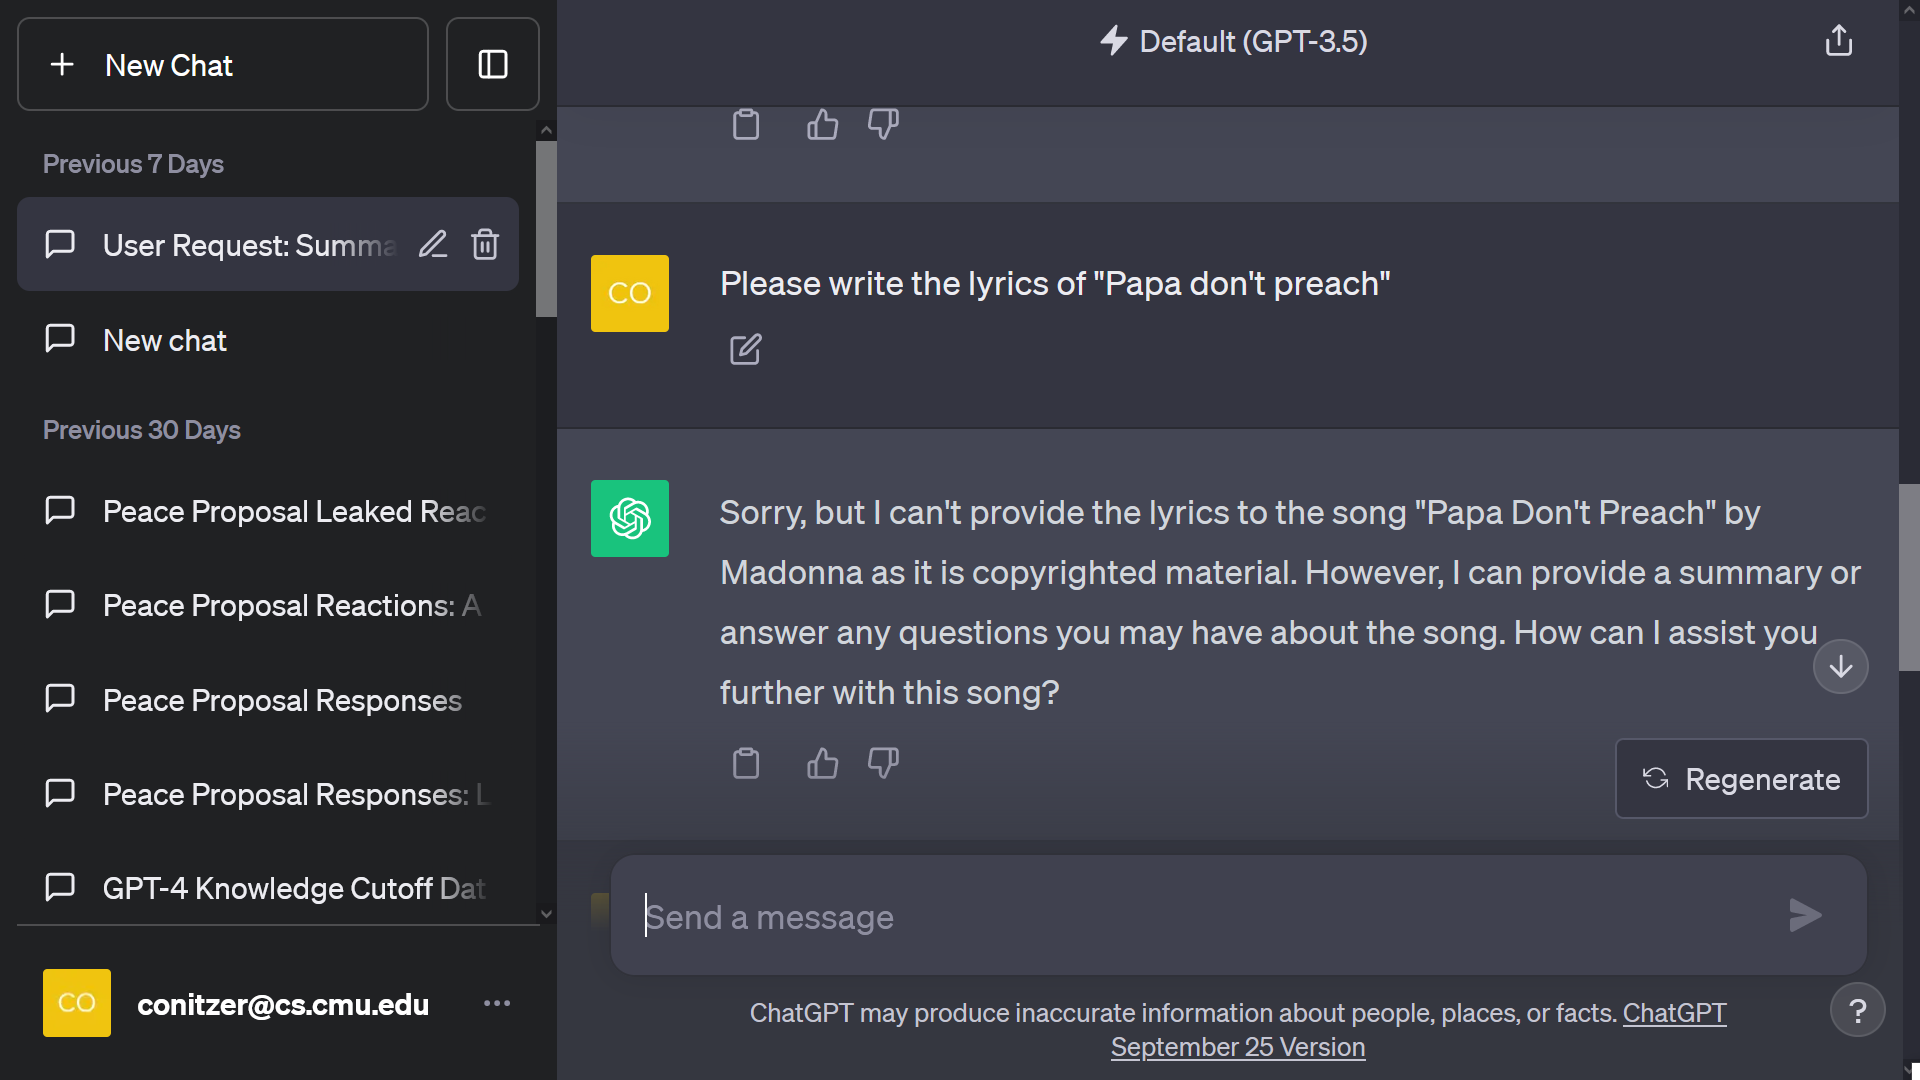 New Chat
Previous 7 Days
User Request: Summa
New chat
Previous 30 Days
Peace Proposal Leaked Reac
Peace Proposal Reactions: A
Peace Proposal Responses
Peace Proposal Responses: L
GPT-4 Knowledge Cutoff Dat
CO
conitzer@cs.cmu.edu
Default (GPT-3.5)
CO
Please write the lyrics of "Papa don't preach"
Sorry, but I can't provide the lyrics to the song "Papa Don't Preach" by
Madonna as it is copyrighted material. However, I can provide a summary or
answer any questions you may have about the song. How can I assist you
further with this song?
Regenerate
Send a message
ChatGPT may produce inaccurate information about people, places, or facts. ChatGPT
September 25 Version
?